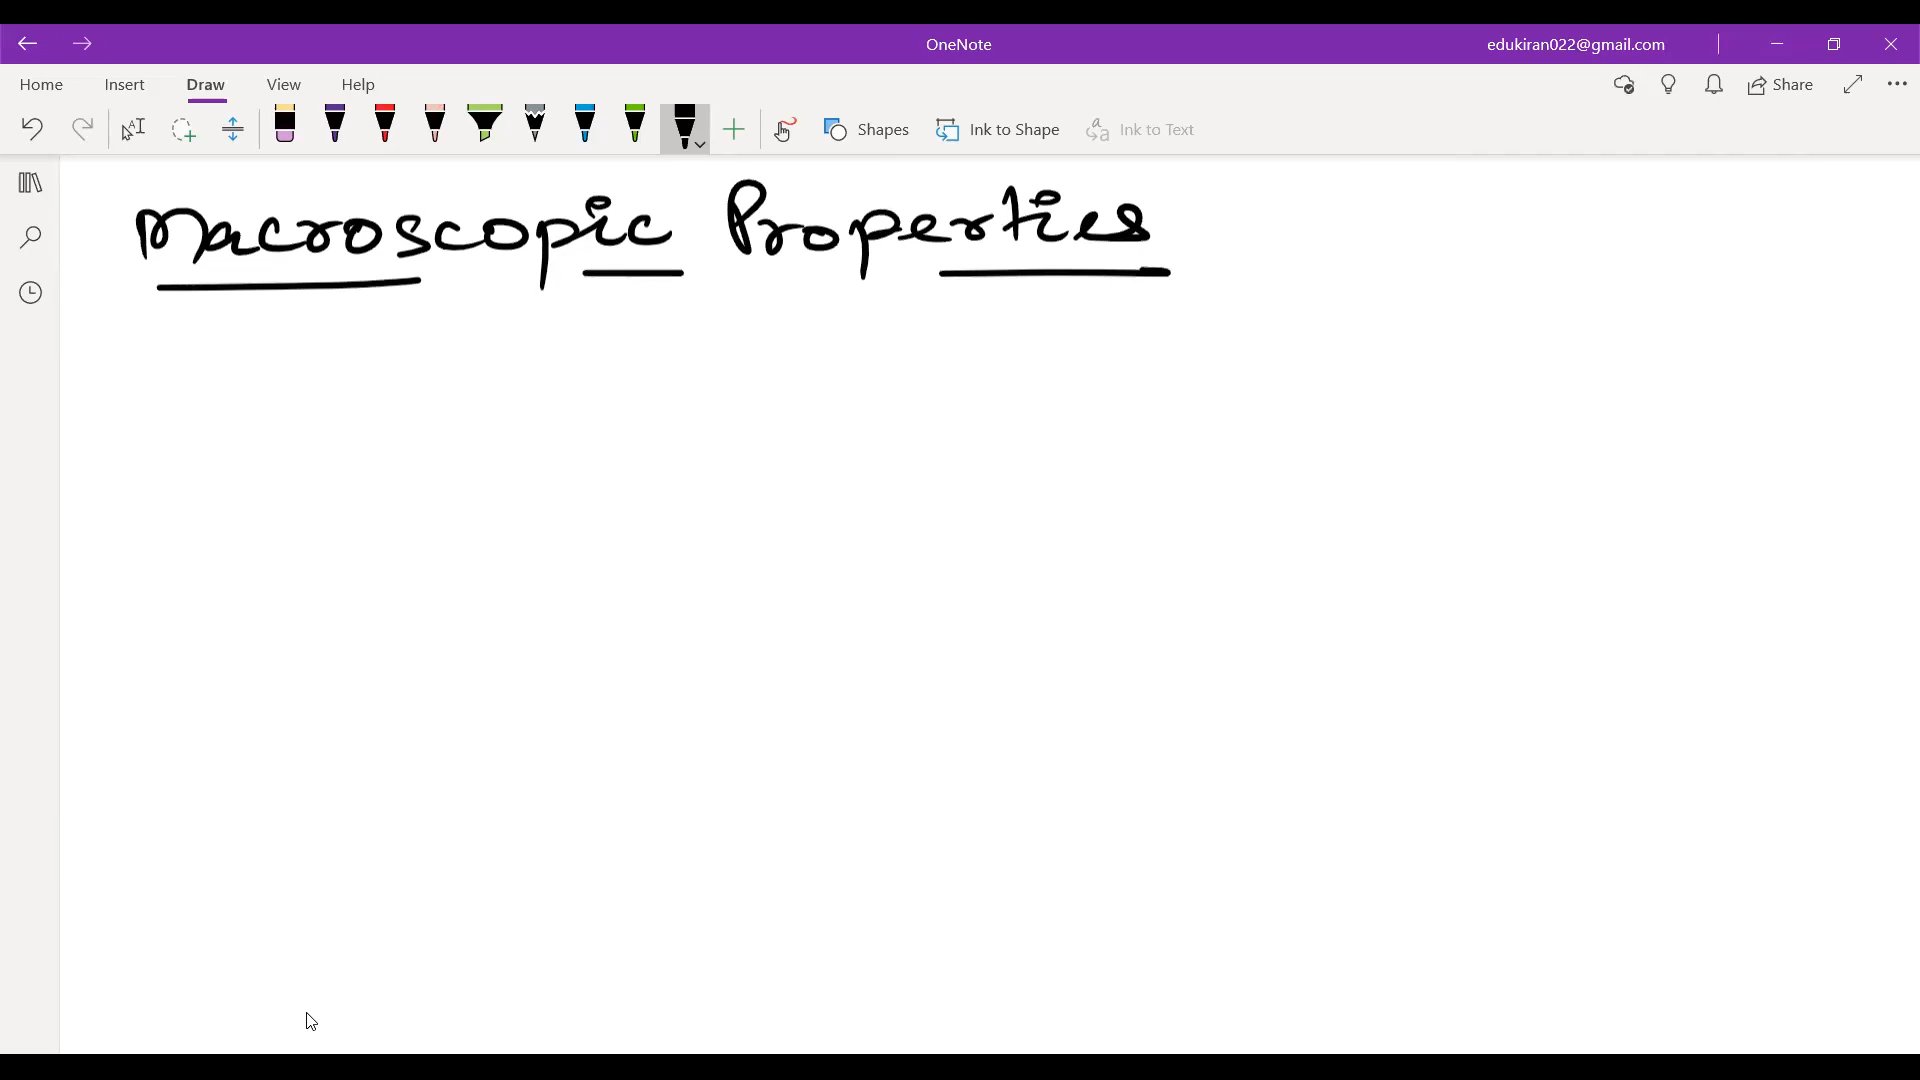 OneNote
edukiran022@gmail.com
Home Insert Draw View Help
Share
Shapes Ink to Shape Ink to Text
Macroscopic Properties